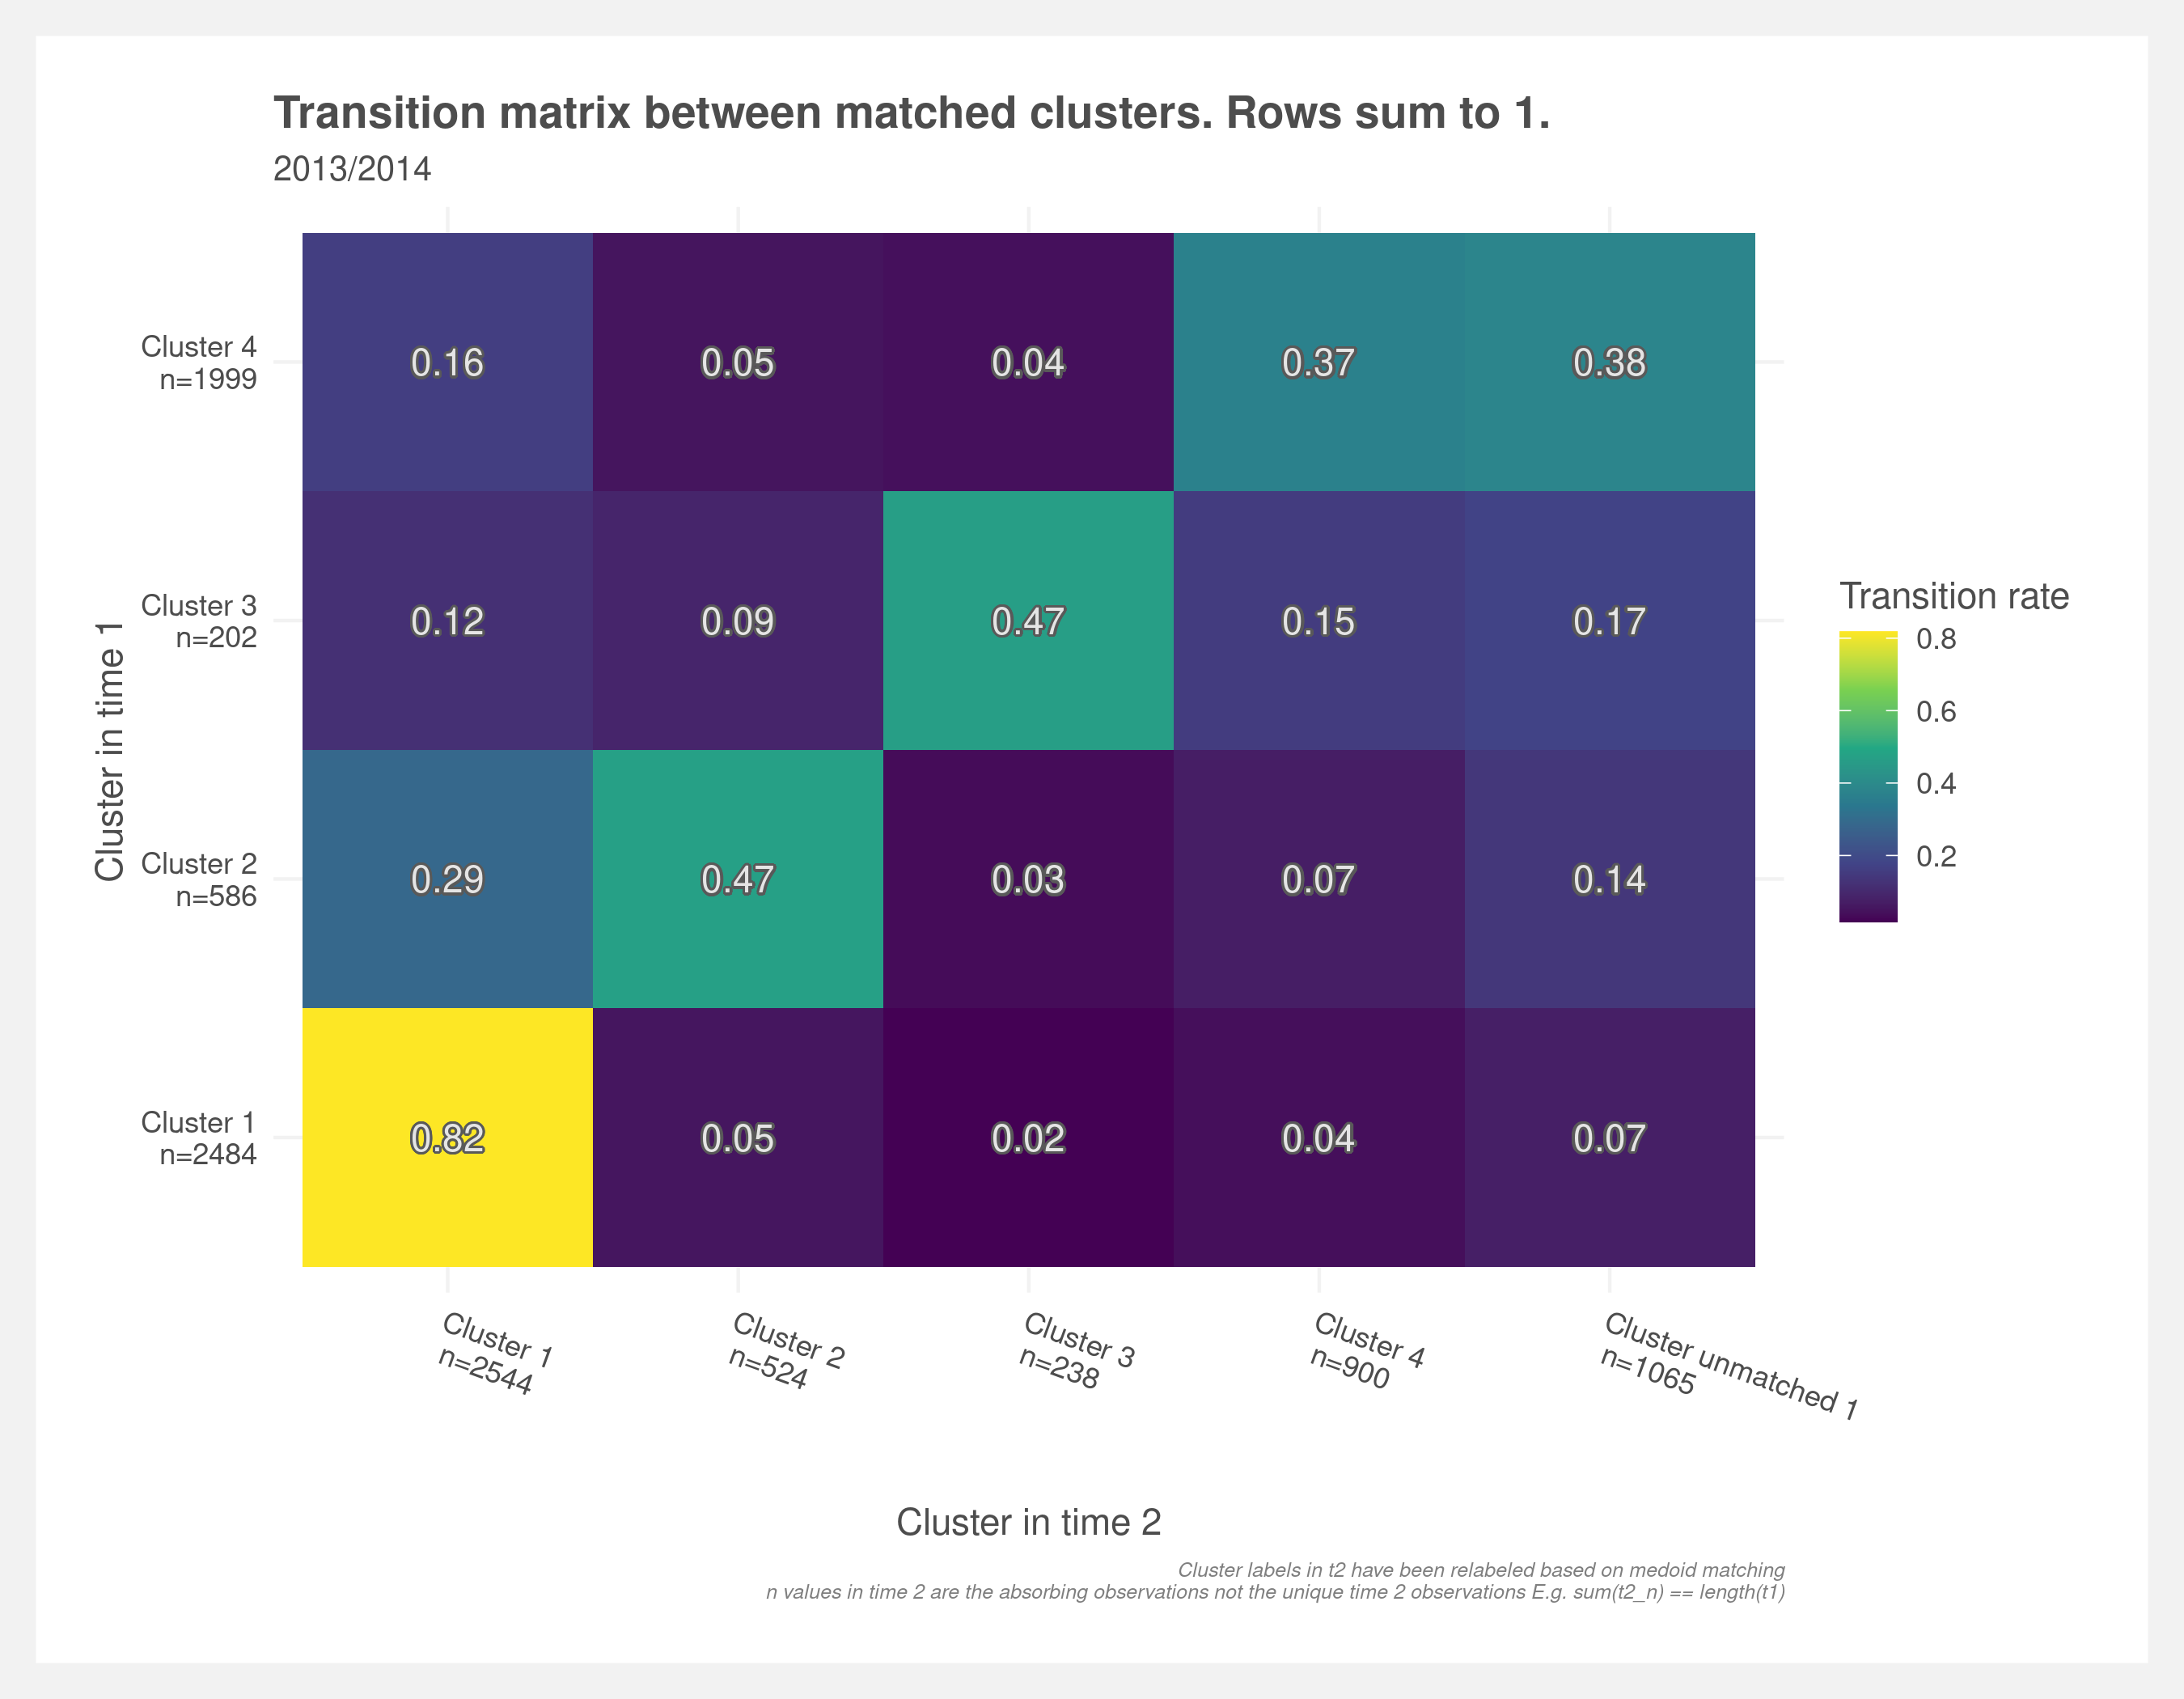 Transition matrix between matched clusters. Rows sum to 1.
2013/2014
Cluster in time 1
Cluster 4
n=1999
0.16 0.05 0.04 0.37 0.38
Cluster 3
n=202
0.12 0.09 0.47 0.15 0.17
Cluster 2
n=586
0.29 0.47 0.03 0.07 0.14
Cluster 1
n=2484
0.82 0.05 0.02 0.04 0.07
Cluster 1
n=2544
Cluster 2
n=524
Cluster 3
n=238
Cluster 4
n=900
Cluster unmatched 1
n=1065
Cluster in time 2
Transition rate
0.8
0.6
0.4
0.2
Cluster labels in t2 have been relabeled based on medoid matching
n values in time 2 are the absorbing observations not the unique time 2 observations E.g. sum(t2_n) == length(t1)